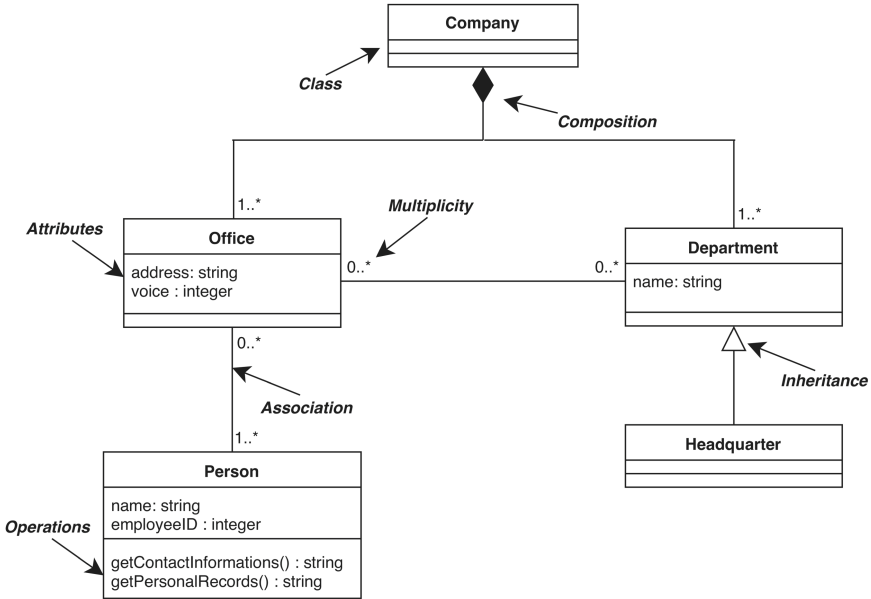 Company
Class
Composition
1..*
Multiplicity
1..*
Attributes
Office
Department
address: string
voice : integer
0..*
0..*
name: string
0..*
Inheritance
Association
1..*
Headquarter
Person
name: string
employeeID : integer
Operations
getContactInformations() : string
getPersonalRecords() : string